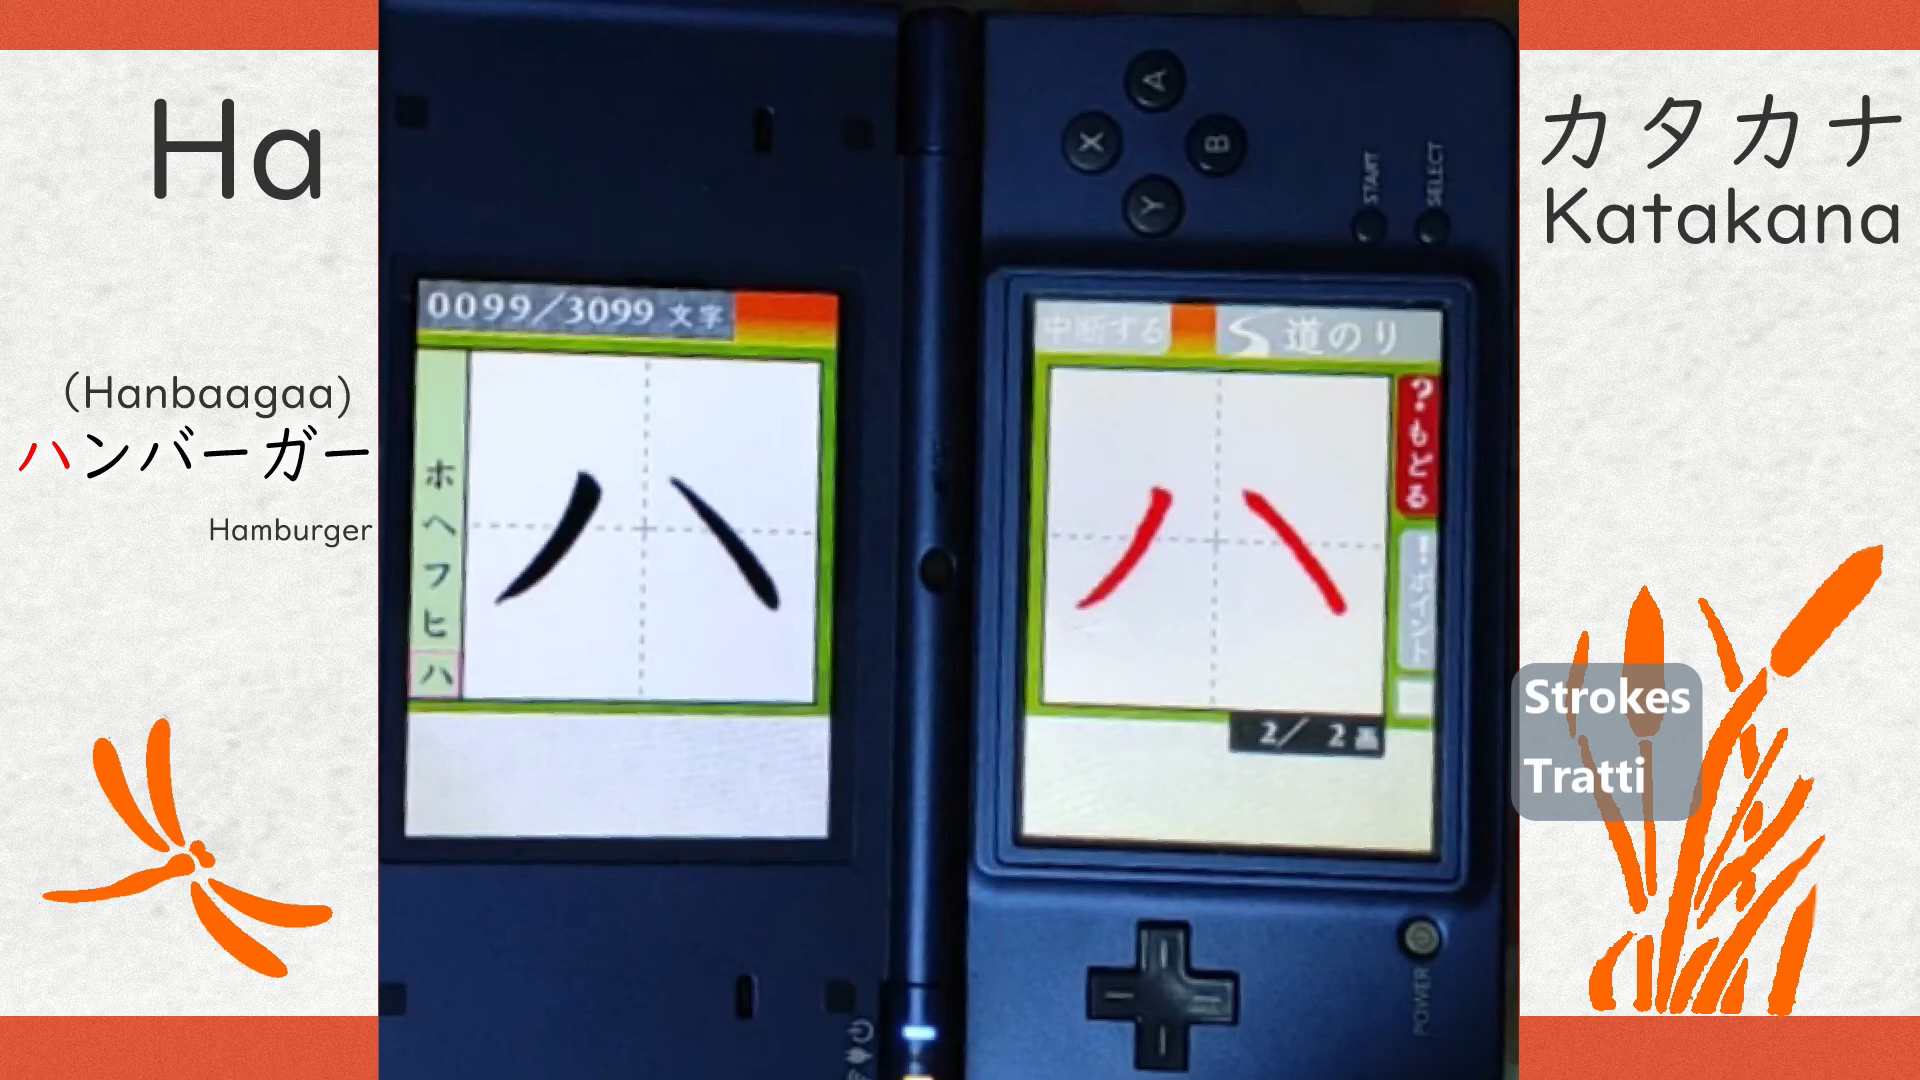 Ha
(Hanbaagaa)
ハンバーガー
Hamburger
0099/3099 文字
ホ
ヘ
フ
ヒ
ハ
ハ
A
X
B
Y
START
SELECT
中断する
道のり
?もどる
ハ
2/ 2画
POWER
カタカナ
Katakana
Strokes
Tratti